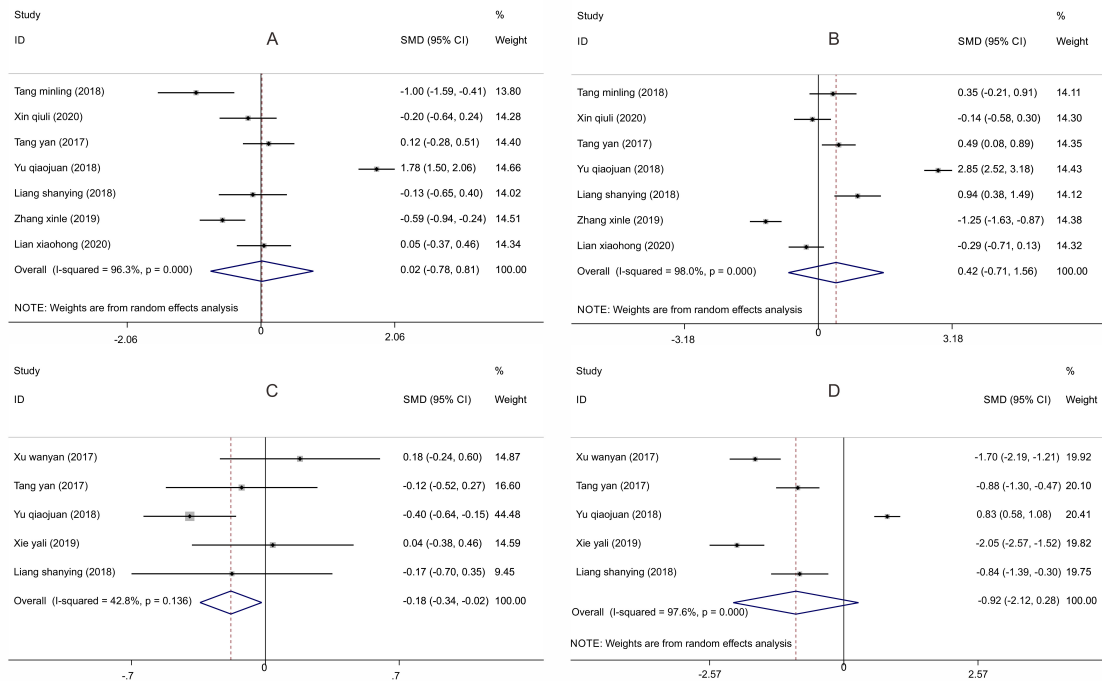 Study %
ID A SMD (95% CI) Weight
Tang minling (2018) -1.00 (-1.59, -0.41) 13.80
Xin qiuli (2020) -0.20 (-0.64, 0.24) 14.28
Tang yan (2017) 0.12 (-0.28, 0.51) 14.40
Yu qiaojuan (2018) 1.78 (1.50, 2.06) 14.66
Liang shanying (2018) -0.13 (-0.65, 0.40) 14.02
Zhang xinle (2019) -0.59 (-0.94, -0.24) 14.51
Lian xiaohong (2020) 0.05 (-0.37, 0.46) 14.34
Overall (I-squared = 96.3%, p = 0.000) 0.02 (-0.78, 0.81) 100.00
NOTE: Weights are from random effects analysis
-2.06 0 2.06
Study %
ID B SMD (95% CI) Weight
Tang minling (2018) 0.35 (-0.21, 0.91) 14.11
Xin qiuli (2020) -0.14 (-0.58, 0.30) 14.30
Tang yan (2017) 0.49 (0.08, 0.89) 14.35
Yu qiaojuan (2018) 2.85 (2.52, 3.18) 14.43
Liang shanying (2018) 0.94 (0.38, 1.49) 14.12
Zhang xinle (2019) -1.25 (-1.63, -0.87) 14.38
Lian xiaohong (2020) -0.29 (-0.71, 0.13) 14.32
Overall (I-squared = 98.0%, p = 0.000) 0.42 (-0.71, 1.56) 100.00
NOTE: Weights are from random effects analysis
-3.18 0 3.18
Study %
ID C SMD (95% CI) Weight
Xu wanyan (2017) 0.18 (-0.24, 0.60) 14.87
Tang yan (2017) -0.12 (-0.52, 0.27) 16.60
Yu qiaojuan (2018) -0.40 (-0.64, -0.15) 44.48
Xie yali (2019) 0.04 (-0.38, 0.46) 14.59
Liang shanying (2018) -0.17 (-0.70, 0.35) 9.45
Overall (I-squared = 42.8%, p = 0.136) -0.18 (-0.34, -0.02) 100.00
-.7 0 .7
Study %
ID D SMD (95% CI) Weight
Xu wanyan (2017) -1.70 (-2.19, -1.21) 19.92
Tang yan (2017) -0.88 (-1.30, -0.47) 20.10
Yu qiaojuan (2018) 0.83 (0.58, 1.08) 20.41
Xie yali (2019) -2.05 (-2.57, -1.52) 19.82
Liang shanying (2018) -0.84 (-1.39, -0.30) 19.75
Overall (I-squared = 97.6%, p = 0.000) -0.92 (-2.12, 0.28) 100.00
NOTE: Weights are from random effects analysis
-2.57 0 2.57